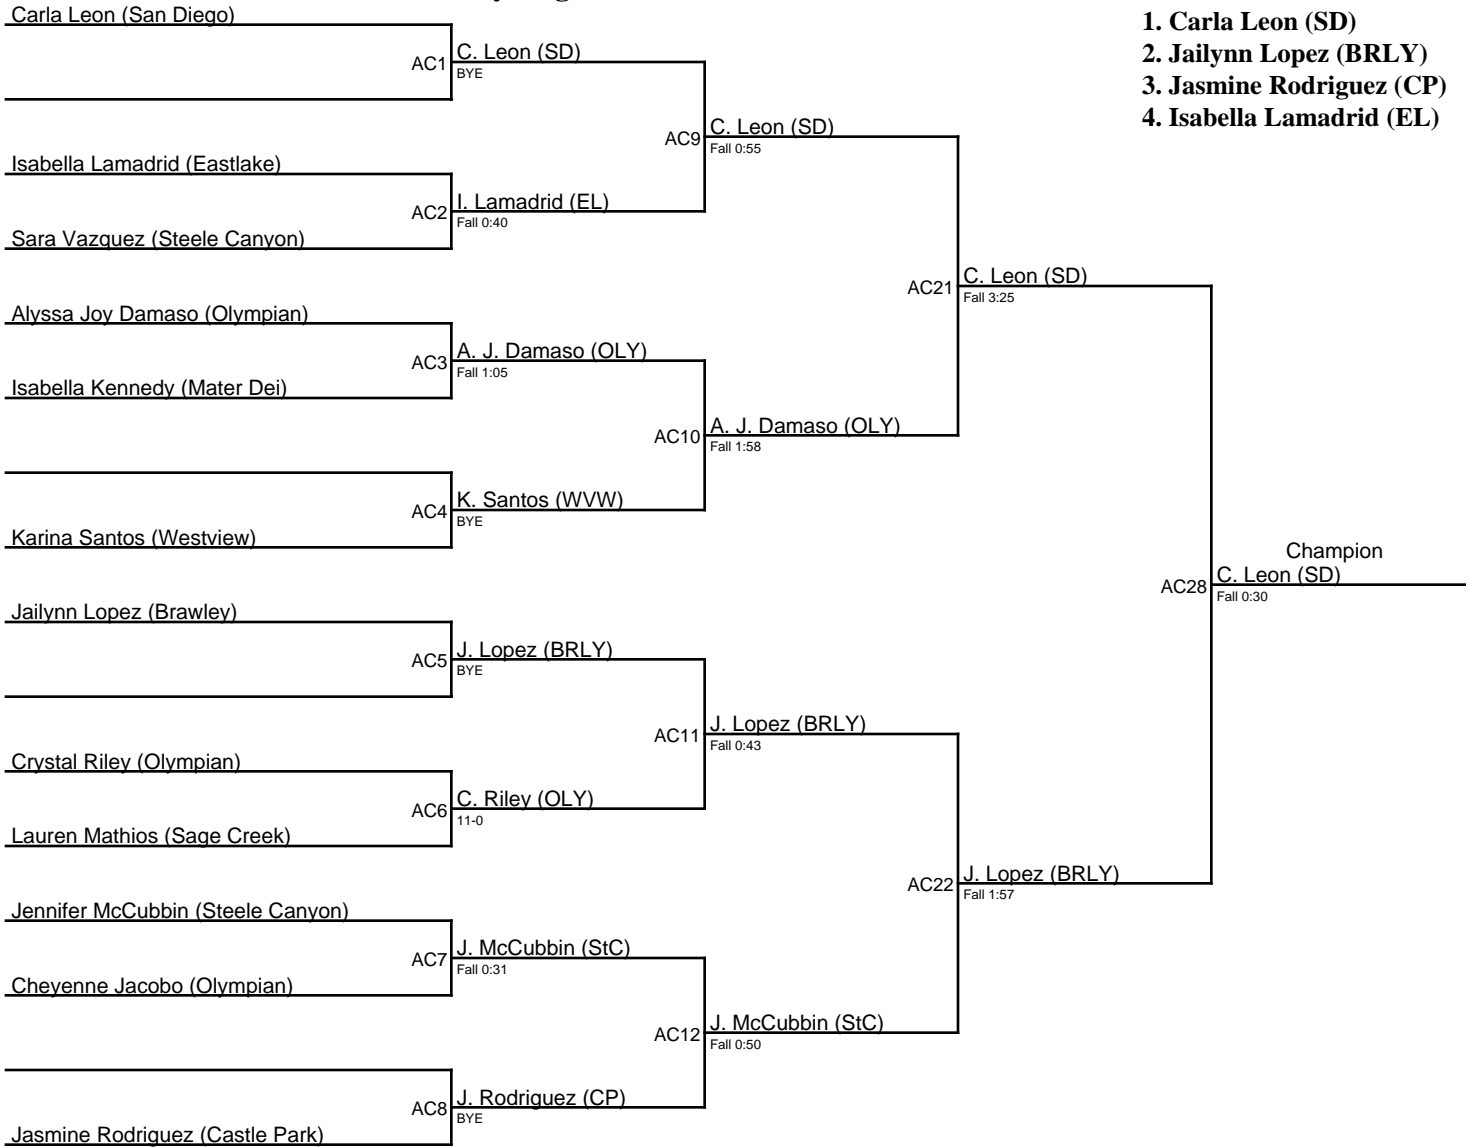 Carla Leon (San Diego)
AC1
C. Leon (SD)
BYE
Isabella Lamadrid (Eastlake)
AC2
I. Lamadrid (EL)
Fall 0:40
Sara Vazquez (Steele Canyon)
AC9
C. Leon (SD)
Fall 0:55
Alyssa Joy Damaso (Olympian)
AC3
A. J. Damaso (OLY)
Fall 1:05
Isabella Kennedy (Mater Dei)
AC10
A. J. Damaso (OLY)
Fall 1:58
AC4
K. Santos (WVW)
BYE
Karina Santos (Westview)
AC21
C. Leon (SD)
Fall 3:25
Jailynn Lopez (Brawley)
AC5
J. Lopez (BRLY)
BYE
Crystal Riley (Olympian)
AC6
C. Riley (OLY)
11-0
Lauren Mathios (Sage Creek)
AC11
J. Lopez (BRLY)
Fall 0:43
Jennifer McCubbin (Steele Canyon)
AC7
J. McCubbin (StC)
Fall 0:31
Cheyenne Jacobo (Olympian)
AC12
J. McCubbin (StC)
Fall 0:50
AC8
J. Rodriguez (CP)
BYE
Jasmine Rodriguez (Castle Park)
AC22
J. Lopez (BRLY)
Fall 1:57
Champion
AC28
C. Leon (SD)
Fall 0:30
1. Carla Leon (SD)
2. Jailynn Lopez (BRLY)
3. Jasmine Rodriguez (CP)
4. Isabella Lamadrid (EL)